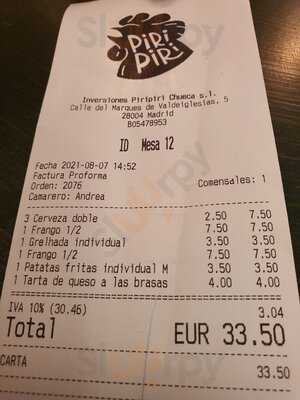 PiRi
PiRi
Inversiones Piripiri Chueca s.l.
Calle del Marques de Valdeiglesias, 5
28004 Madrid
B05478953
ID Mesa 12
Fecha 2021-08-07 14:52
Factura Proforma
Orden: 2076
Comensales: 1
Camarero: Andrea
3 Cerveza doble 2.50 7.50
1 Frango 1/2 7.50 7.50
1 Grelhada individual 3.50 3.50
1 Frango 1/2 7.50 7.50
1 Patatas fritas individual M 3.50 3.50
1 Tarta de queso a las brasas 4.00 4.00
IVA 10% (30.46) 3.04
Total EUR 33.50
CARTA 33.50